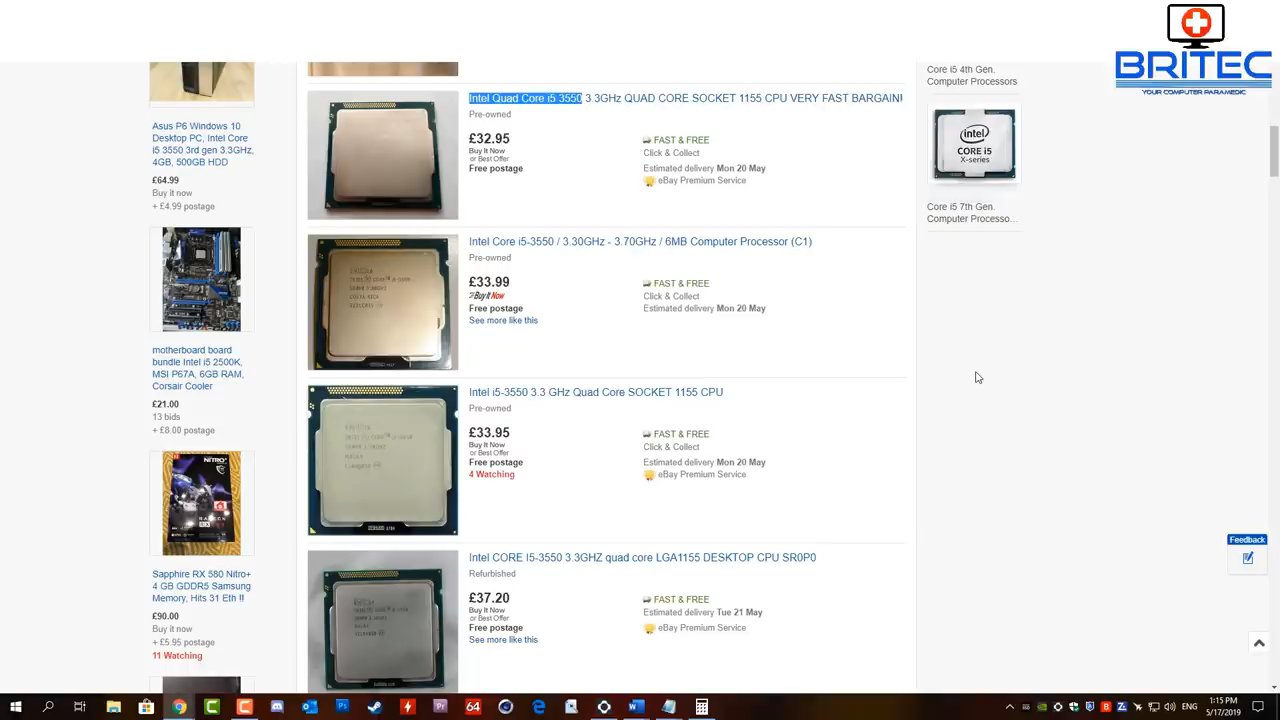 BRITEC
YOUR COMPUTER PARAMEDIC
Asus P6 Windows 10
Desktop PC, Intel Core
i5 3550 3rd gen 3.3GHz,
4GB, 500GB HDD
£64.99
Buy it now
+ £4.99 postage
motherboard board
bundle Intel i5 2500K,
MSI P67A, 6GB RAM,
Corsair Cooler
£21.00
13 bids
+ £8.00 postage
NITRO+
RADEON
Sapphire RX 580 Nitro+
4 GB GDDR5 Samsung
Memory, Hits 31 Eth !!
£90.00
Buy it now
+ £5.95 postage
11 Watching
Intel Quad Core i5 3550 3.3GHz QUAD CORE SOCKET 1155 CPU VERY FAST BARGAIN!
Pre-owned
£32.95
Buy It Now
or Best Offer
Free postage
FAST & FREE
Click & Collect
Estimated delivery Mon 20 May
eBay Premium Service
Intel Core i5-3550 / 3.30GHz - 3.70GHz / 6MB Computer Processor (C1)
Pre-owned
£33.99
Buy It Now
Free postage
See more like this
FAST & FREE
Click & Collect
Estimated delivery Mon 20 May
Intel i5-3550 3.3 GHz Quad Core SOCKET 1155 CPU
Pre-owned
£33.95
Buy It Now
or Best Offer
Free postage
4 Watching
FAST & FREE
Click & Collect
Estimated delivery Mon 20 May
eBay Premium Service
Intel CORE I5-3550 3.3GHZ quad core LGA1155 DESKTOP CPU SR0P0
Refurbished
£37.20
Buy It Now
or Best Offer
Free postage
See more like this
FAST & FREE
Estimated delivery Tue 21 May
eBay Premium Service
Core i5 4th Gen.
Computer Processors
intel
CORE i5
X-series
Core i5 7th Gen.
Computer Processo...
Feedback
Ps
Pr
64
W
B
Z
ENG
1:15 PM
5/17/2019